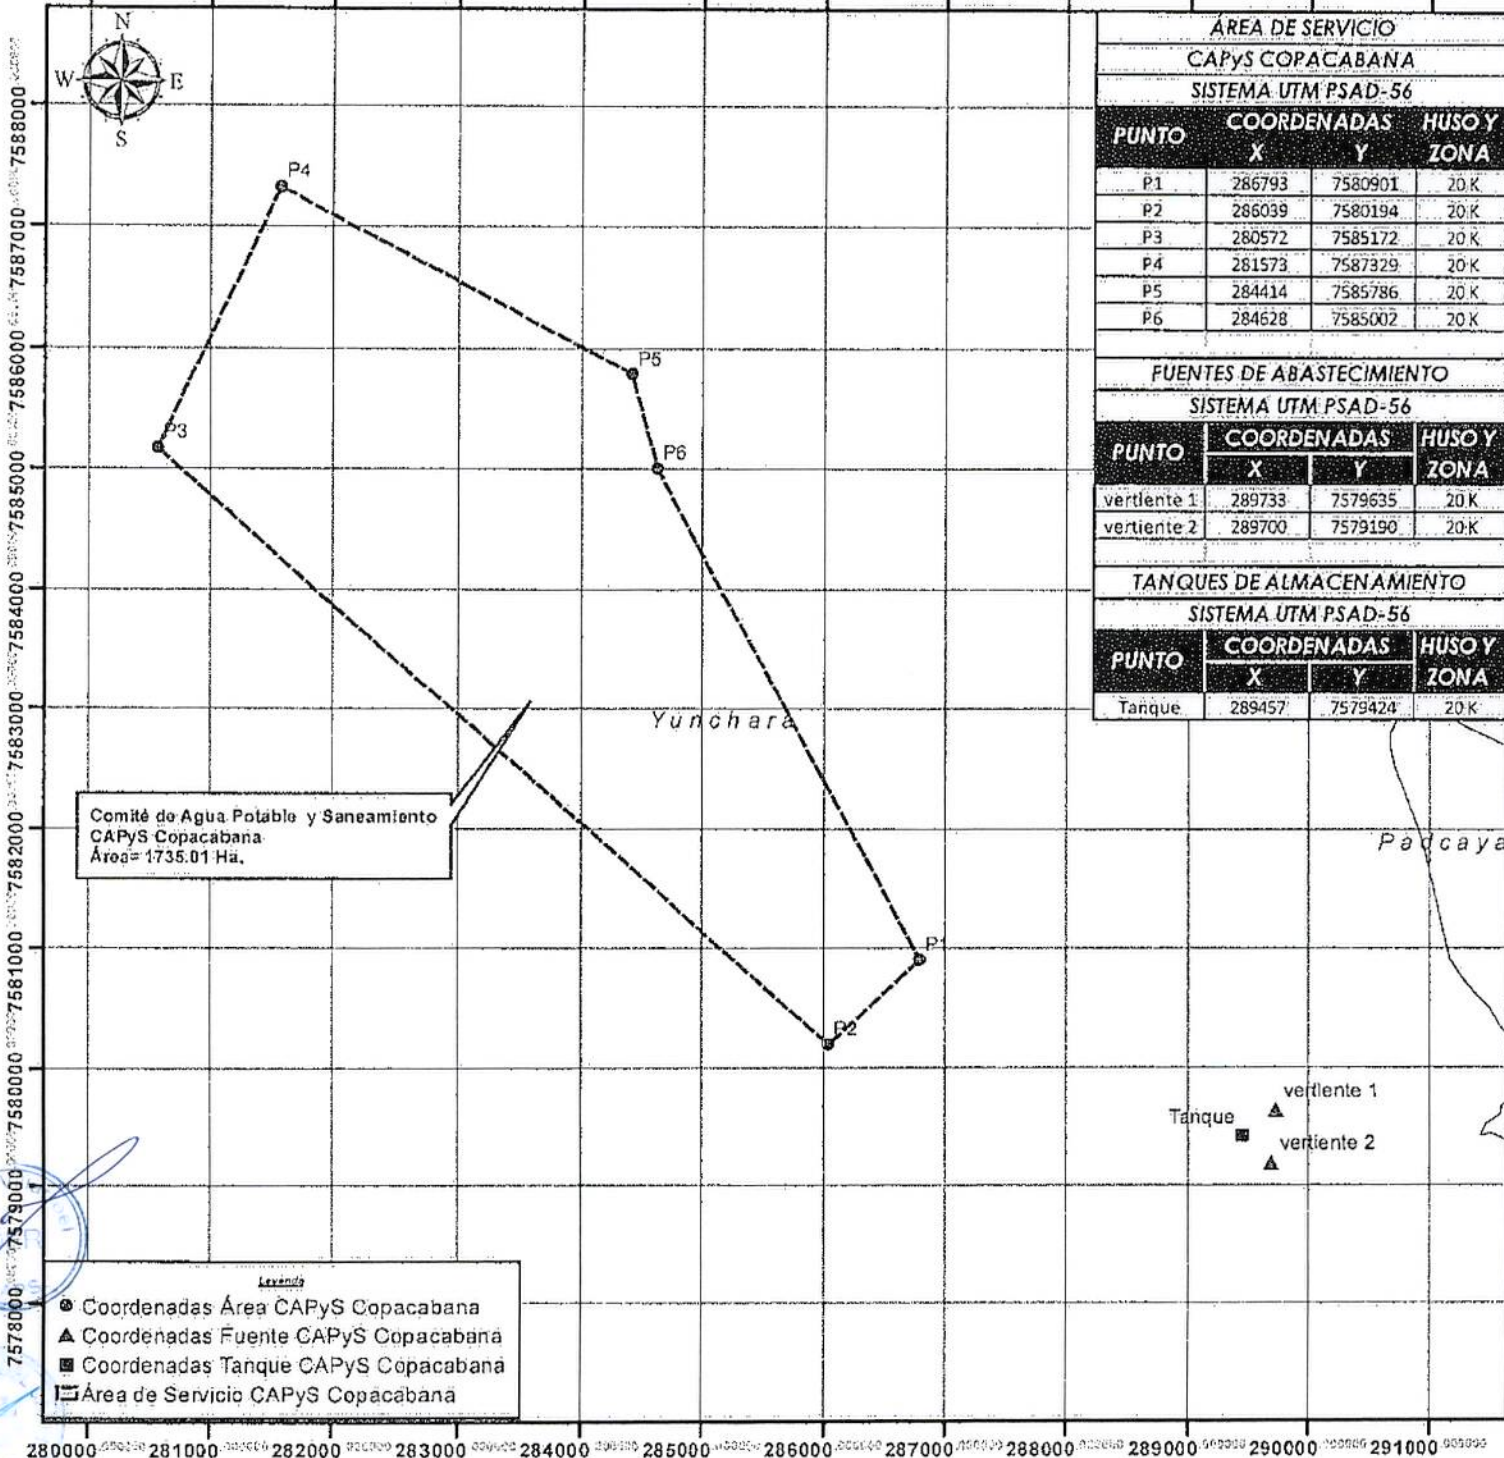 N
W E
S
P4
P5
P3
P6
Yunchara
Comité de Agua Potable y Saneamiento
CAPyS Copacabana
Área= 1735.01 Ha.
Padcaya
P1
P2
vertiente 1
Tanque
vertiente 2
ÁREA DE SERVICIO
CAPyS COPACABANA
SISTEMA UTM PSAD-56
PUNTO COORDENADAS HUSO Y
X Y ZONA
P1 286793 7580901 20 K
P2 286039 7580194 20 K
P3 280572 7585172 20 K
P4 281573 7587329 20 K
P5 284414 7585786 20 K
P6 284628 7585002 20 K
FUENTES DE ABASTECIMIENTO
SISTEMA UTM PSAD-56
PUNTO COORDENADAS HUSO Y
X Y ZONA
vertiente 1 289733 7579635 20 K
vertiente 2 289700 7579190 20 K
TANQUES DE ALMACENAMIENTO
SISTEMA UTM PSAD-56
PUNTO COORDENADAS HUSO Y
X Y ZONA
Tanque 289457 7579424 20 K
Leyenda
Coordenadas Área CAPyS Copacabana
Coordenadas Fuente CAPyS Copacabana
Coordenadas Tanque CAPyS Copacabana
Área de Servicio CAPyS Copacabana
7588000
7587000
7586000
7585000
7584000
7583000
7582000
7581000
7580000
7579000
7578000
280000 281000 282000 283000 284000 285000 286000 287000 288000 289000 290000 291000